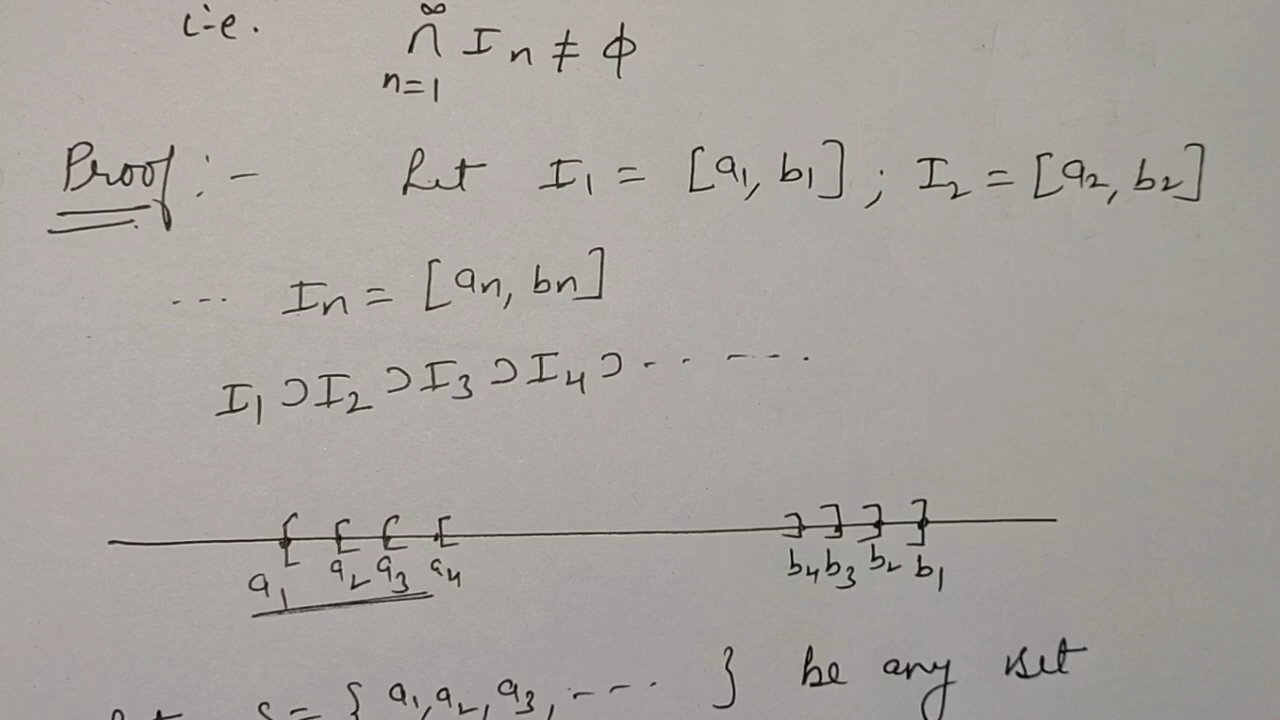 i.e. ∞
∩ Iₙ ≠ ϕ
n=1
Proof :- Let I₁ = [a₁, b₁] ; I₂ = [a₂, b₂]
--- Iₙ = [aₙ, bₙ]
I₁ ⊃ I₂ ⊃ I₃ ⊃ I₄ ⊃ - - - - - .
[ [ [ [ ] ] ] ]
a₁ a₂ a₃ a₄ b₄ b₃ b₂ b₁
S = { a₁, a₂, a₃, - - - } be any set